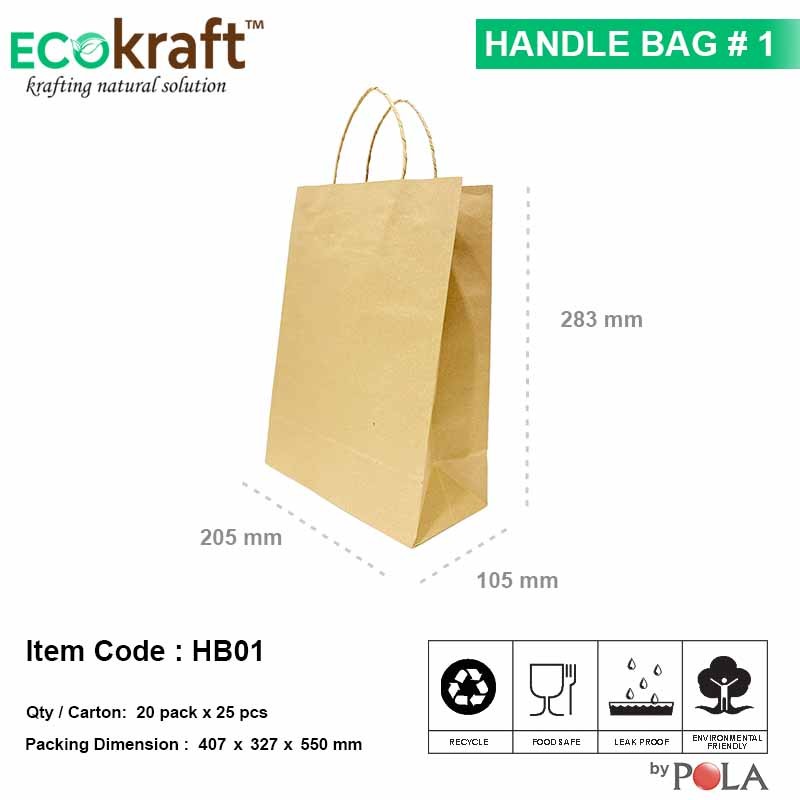 ECOkraft™
krafting natural solution
HANDLE BAG # 1
283 mm
205 mm
105 mm
Item Code : HB01
Qty / Carton: 20 pack x 25 pcs
Packing Dimension : 407 x 327 x 550 mm
RECYCLE
FOOD SAFE
LEAK PROOF
ENVIRONMENTAL
FRIENDLY
by POLA